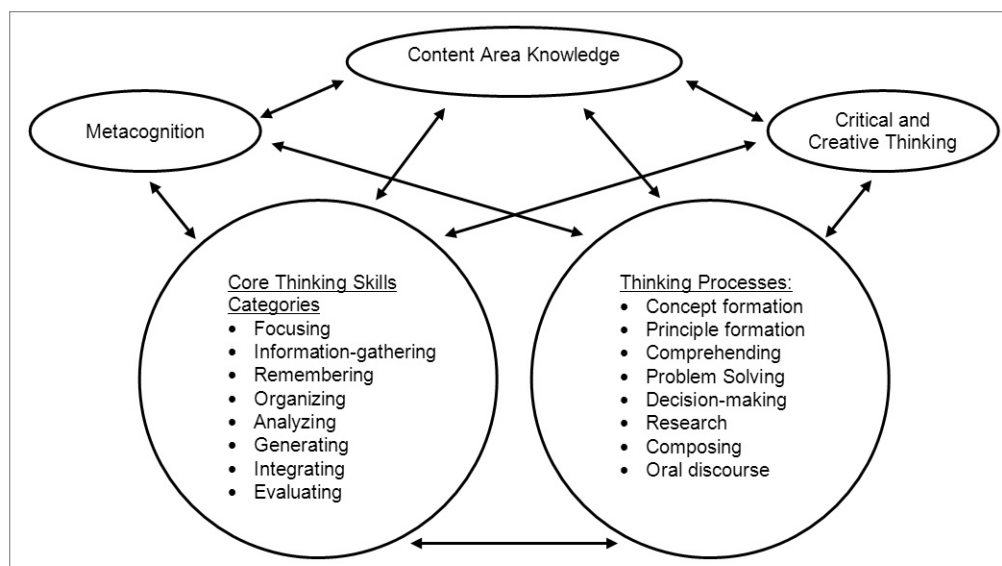 Content Area Knowledge
Metacognition
Critical and
Creative Thinking
Core Thinking Skills
Categories
• Focusing
• Information-gathering
• Remembering
• Organizing
• Analyzing
• Generating
• Integrating
• Evaluating
Thinking Processes:
• Concept formation
• Principle formation
• Comprehending
• Problem Solving
• Decision-making
• Research
• Composing
• Oral discourse